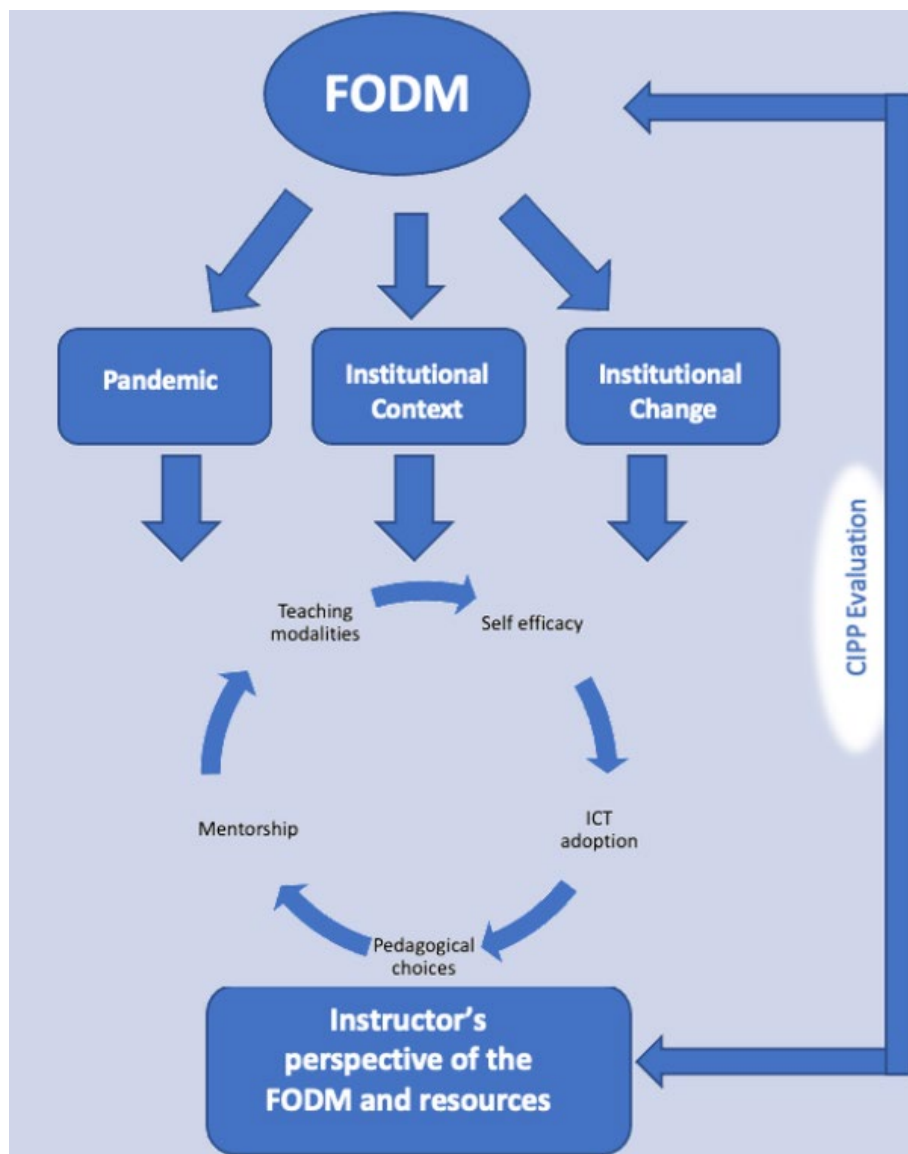 FODM
Pandemic
Institutional
Context
Institutional
Change
CIPP Evaluation
Teaching
modalities
Self efficacy
Mentorship
ICT
adoption
Pedagogical
choices
Instructor's
perspective of the
FODM and resources